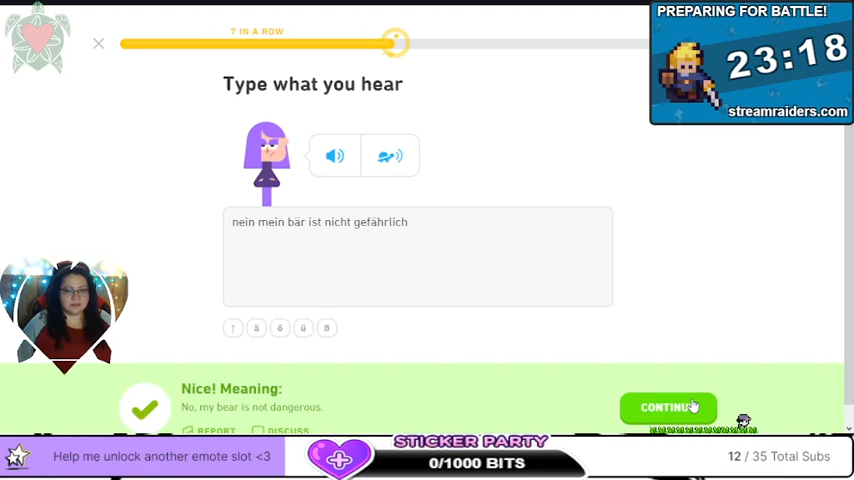 7 IN A ROW
PREPARING FOR BATTLE!
23:18
streamraiders.com
Type what you hear
nein mein bär ist nicht gefährlich
↑ ä ö ü ß
Nice! Meaning:
No, my bear is not dangerous.
CONTINUE
REPORT DISCUSS
Help me unlock another emote slot <3
STICKER PARTY
0/1000 BITS
12 / 35 Total Subs